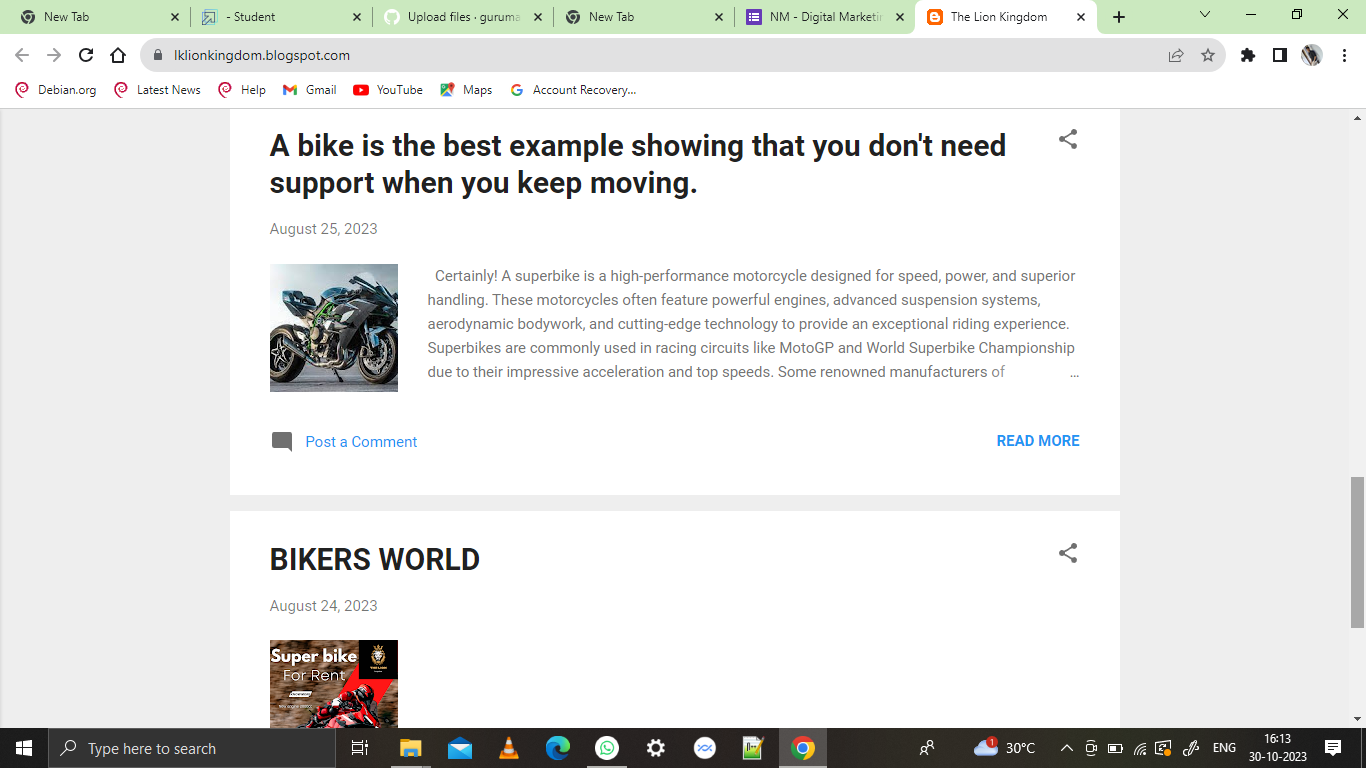 New Tab
- Student
Upload files · guruma
New Tab
NM - Digital Marketin
The Lion Kingdom
lklionkingdom.blogspot.com
Debian.org
Latest News
Help
Gmail
YouTube
Maps
Account Recovery...
A bike is the best example showing that you don't need
support when you keep moving.
August 25, 2023
Certainly! A superbike is a high-performance motorcycle designed for speed, power, and superior
handling. These motorcycles often feature powerful engines, advanced suspension systems,
aerodynamic bodywork, and cutting-edge technology to provide an exceptional riding experience.
Superbikes are commonly used in racing circuits like MotoGP and World Superbike Championship
due to their impressive acceleration and top speeds. Some renowned manufacturers of ...
Post a Comment
READ MORE
BIKERS WORLD
August 24, 2023
Super bike
For Rent
THE LION
Type here to search
1
30°C
ENG
16:13
30-10-2023